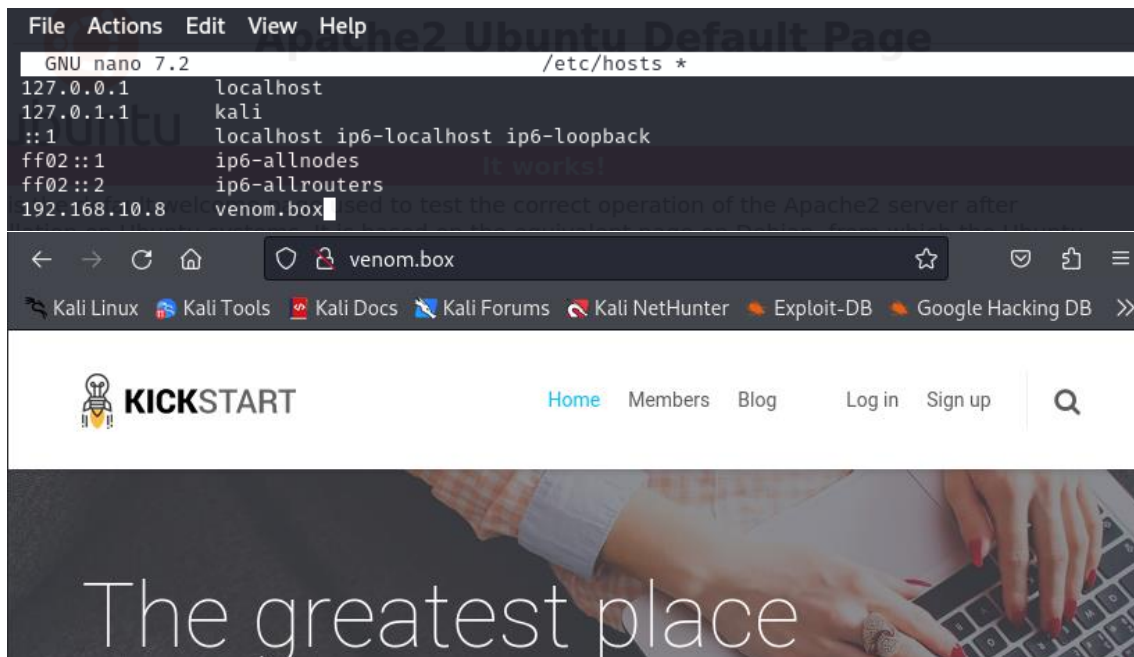 File Actions Edit View Help
Apache2 Ubuntu Default Page
GNU nano 7.2 /etc/hosts *
127.0.0.1 localhost
127.0.1.1 kali
ubuntu
::1 localhost ip6-localhost ip6-loopback
ff02::1 ip6-allnodes
It works!
ff02::2 ip6-allrouters
192.168.10.8 venom.box
used to test the correct operation of the Apache2 server after
venom.box
Kali Linux Kali Tools Kali Docs Kali Forums Kali NetHunter Exploit-DB Google Hacking DB
KICKSTART Home Members Blog Log in Sign up
The greatest place